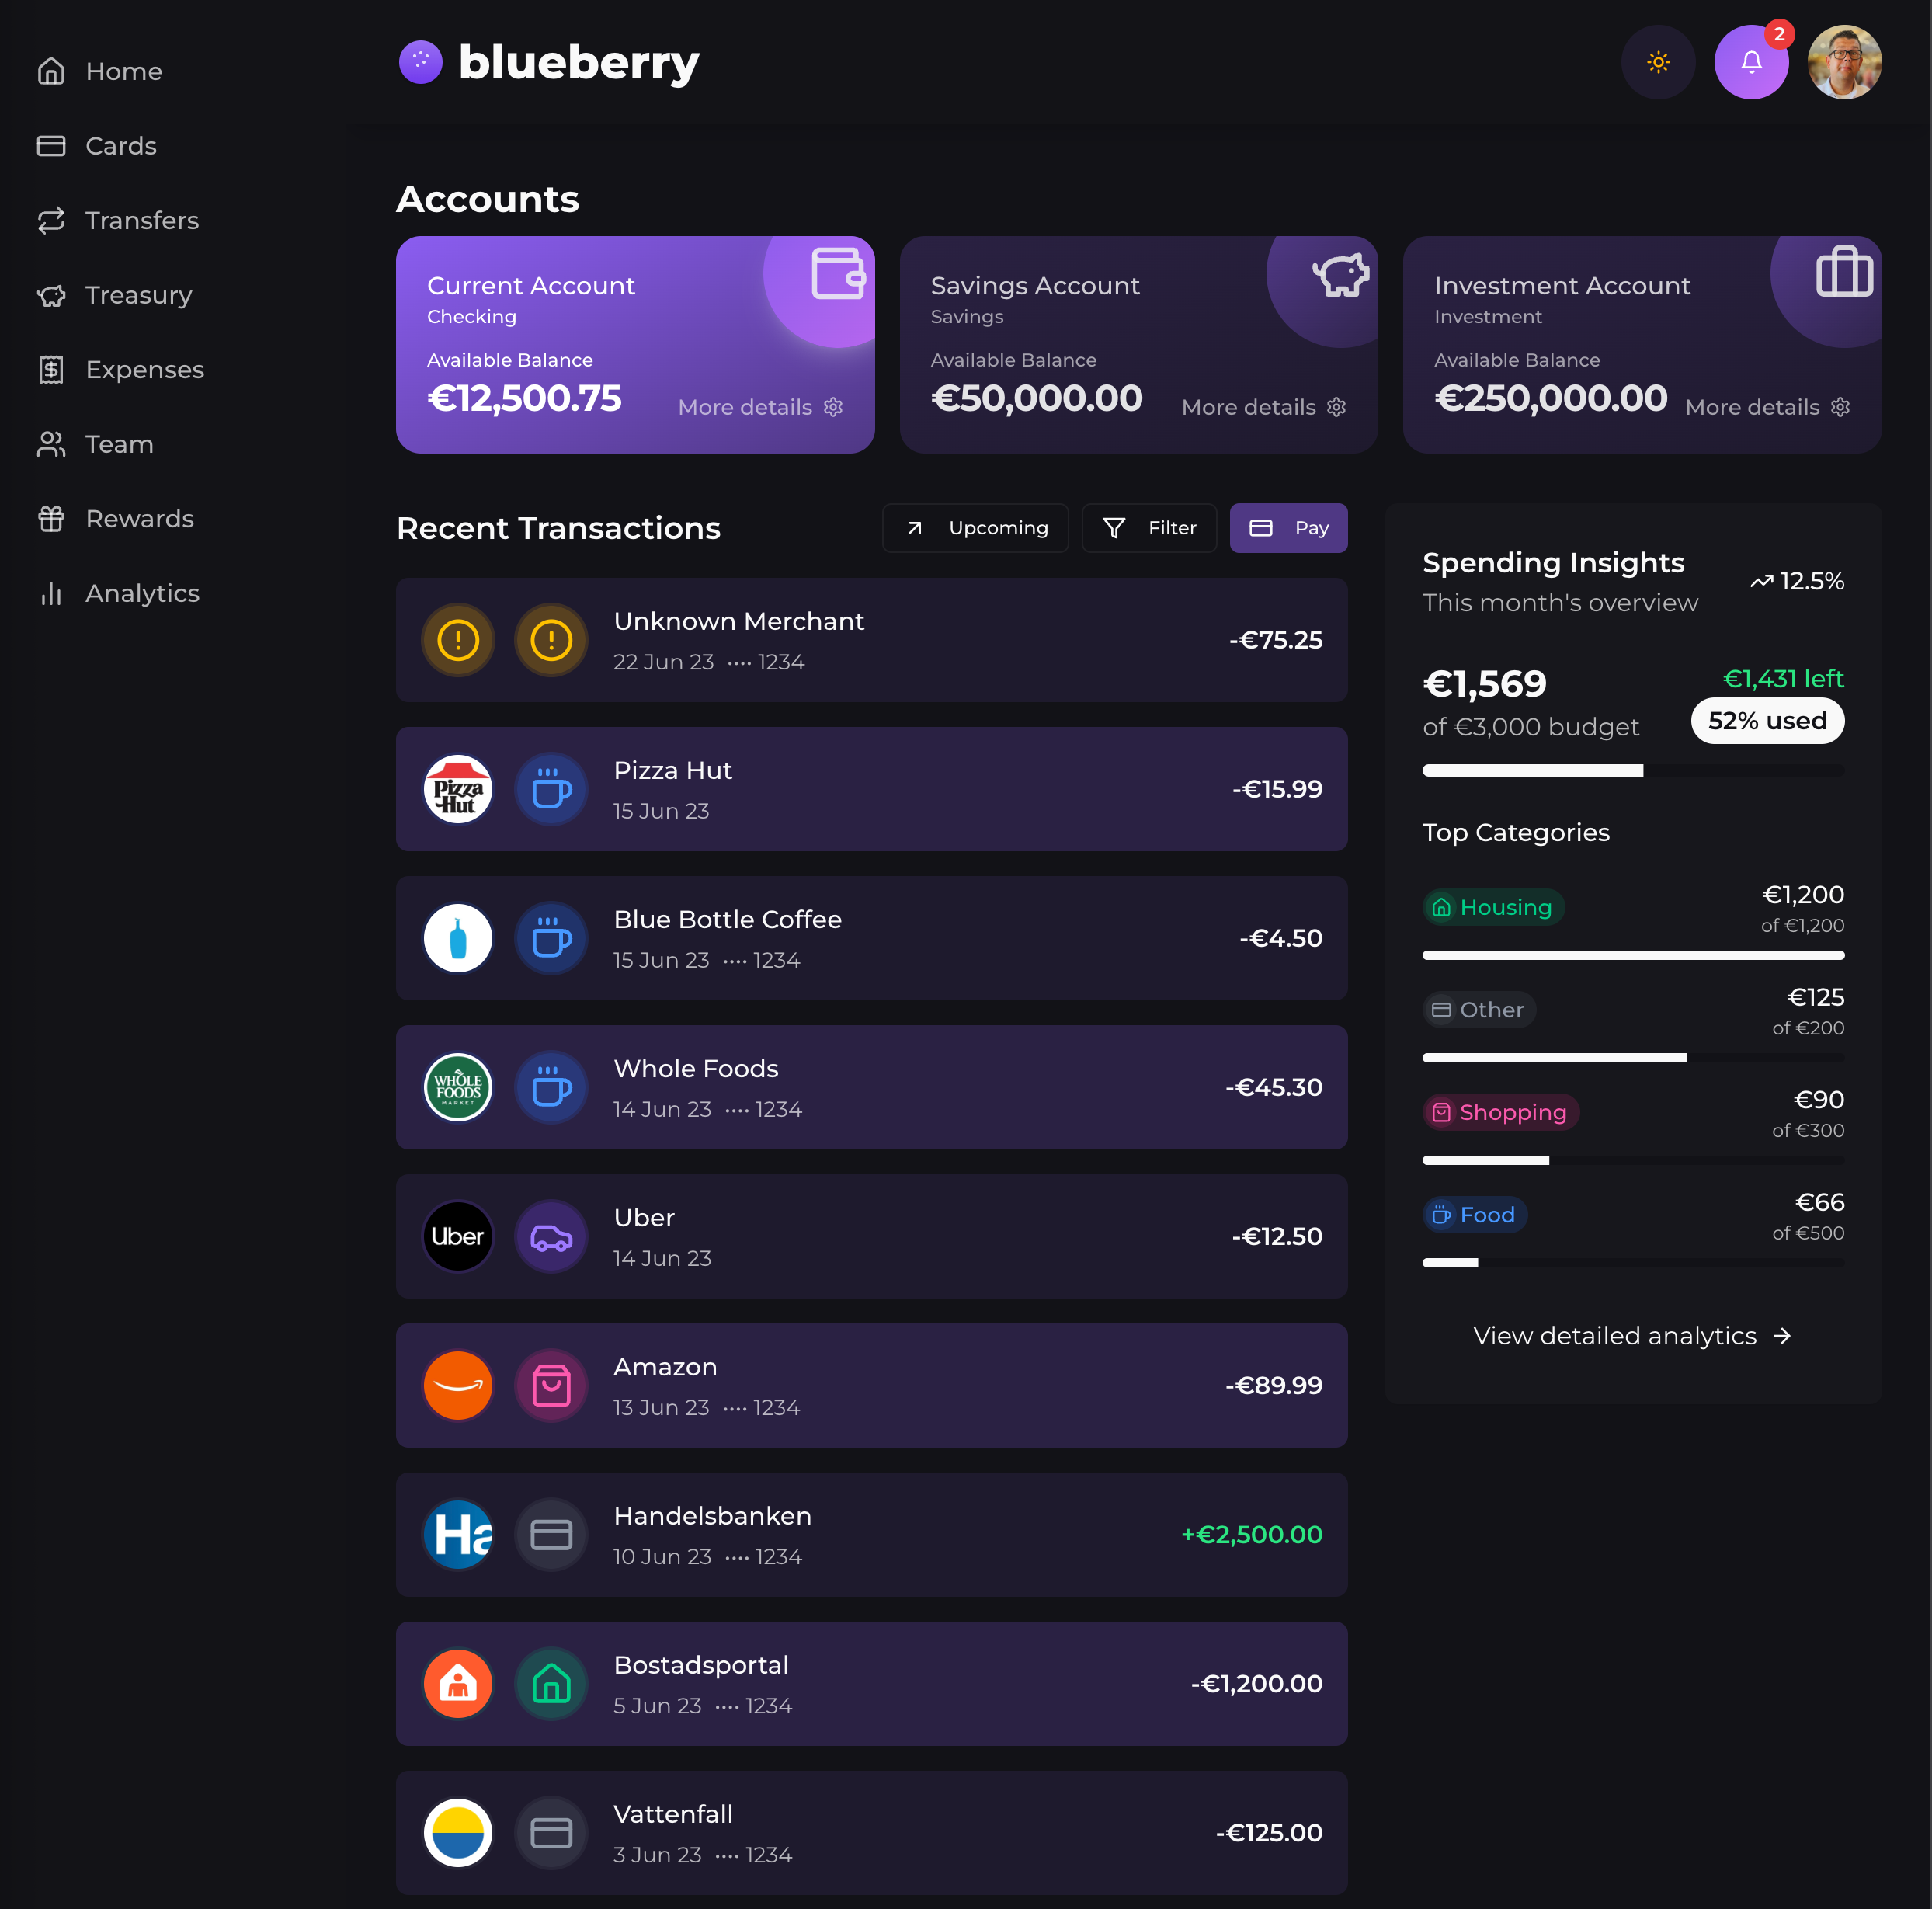 Home
Cards
Transfers
Treasury
Expenses
Team
Rewards
Analytics
blueberry
2
Accounts
Current Account
Checking
Available Balance
€12,500.75
More details
Savings Account
Savings
Available Balance
€50,000.00
More details
Investment Account
Investment
Available Balance
€250,000.00
More details
Recent Transactions
Upcoming
Filter
Pay
Unknown Merchant
22 Jun 23 •••• 1234
-€75.25
Pizza
Hut
Pizza Hut
15 Jun 23
-€15.99
Blue Bottle Coffee
15 Jun 23 •••• 1234
-€4.50
WHOLE
FOODS
MARKET
Whole Foods
14 Jun 23 •••• 1234
-€45.30
Uber
Uber
14 Jun 23
-€12.50
Amazon
13 Jun 23 •••• 1234
-€89.99
Ha
Handelsbanken
10 Jun 23 •••• 1234
+€2,500.00
Bostadsportal
5 Jun 23 •••• 1234
-€1,200.00
Vattenfall
3 Jun 23 •••• 1234
-€125.00
Spending Insights
This month's overview
12.5%
€1,569
of €3,000 budget
€1,431 left
52% used
Top Categories
Housing
€1,200
of €1,200
Other
€125
of €200
Shopping
€90
of €300
Food
€66
of €500
View detailed analytics